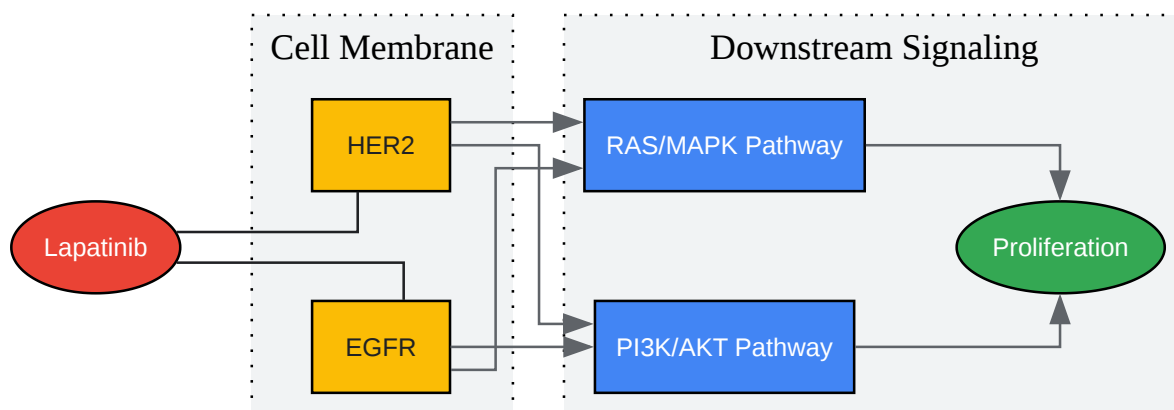 Cell Membrane
Downstream Signaling
HER2
RAS/MAPK Pathway
Lapatinib
Proliferation
EGFR
PI3K/AKT Pathway